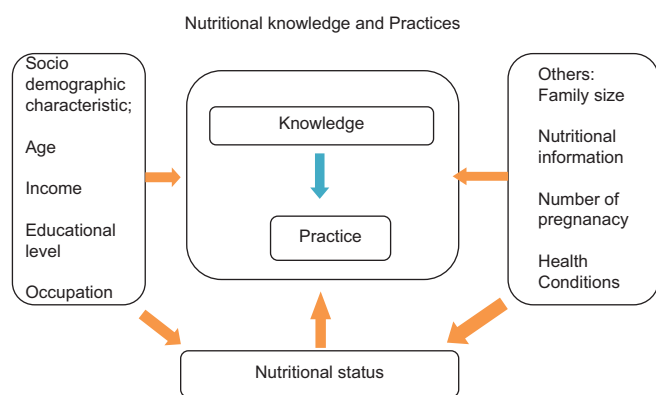 Nutritional knowledge and Practices
Socio
demographic
characteristic;
Age
Income
Educational
level
Occupation
Knowledge
Practice
Others:
Family size
Nutritional
information
Number of
pregnanacy
Health
Conditions
Nutritional status